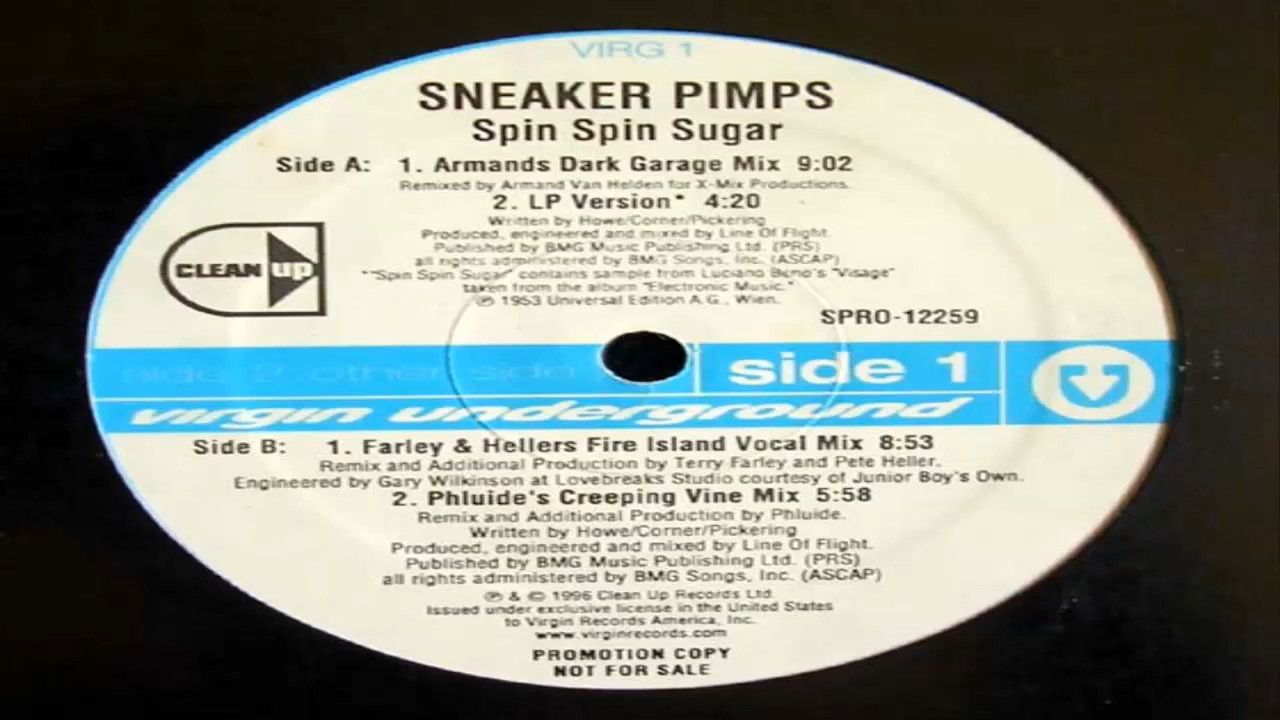 VIRG 1
SNEAKER PIMPS
Spin Spin Sugar
Side A: 1. Armands Dark Garage Mix 9:02
Remixed by Armand Van Helden for X-Mix Productions.
2. LP Version* 4:20
Written by Howe/Corner/Pickering
Produced, engineered and mixed by Line Of Flight.
Published by BMG Music Publishing Ltd. (PRS)
all rights administered by BMG Songs, Inc. (ASCAP)
*"Spin Spin Sugar" contains sample from Luciano Beno's "Visage"
taken from the album "Electronic Music."
℗ 1953 Universal Edition A.G., Wien.
CLEAN up
SPRO-12259
side 2 other side
side 1
virgin underground
Side B: 1. Farley & Hellers Fire Island Vocal Mix 8:53
Remix and Additional Production by Terry Farley and Pete Heller.
Engineered by Gary Wilkinson at Lovebreaks Studio courtesy of Junior Boy's Own.
2. Phluide's Creeping Vine Mix 5:58
Remix and Additional Production by Phluide.
Written by Howe/Corner/Pickering
Produced, engineered and mixed by Line Of Flight.
Published by BMG Music Publishing Ltd. (PRS)
all rights administered by BMG Songs, Inc. (ASCAP)
℗ & © 1996 Clean Up Records Ltd.
Issued under exclusive license in the United States
to Virgin Records America, Inc.
www.virginrecords.com
PROMOTION COPY
NOT FOR SALE